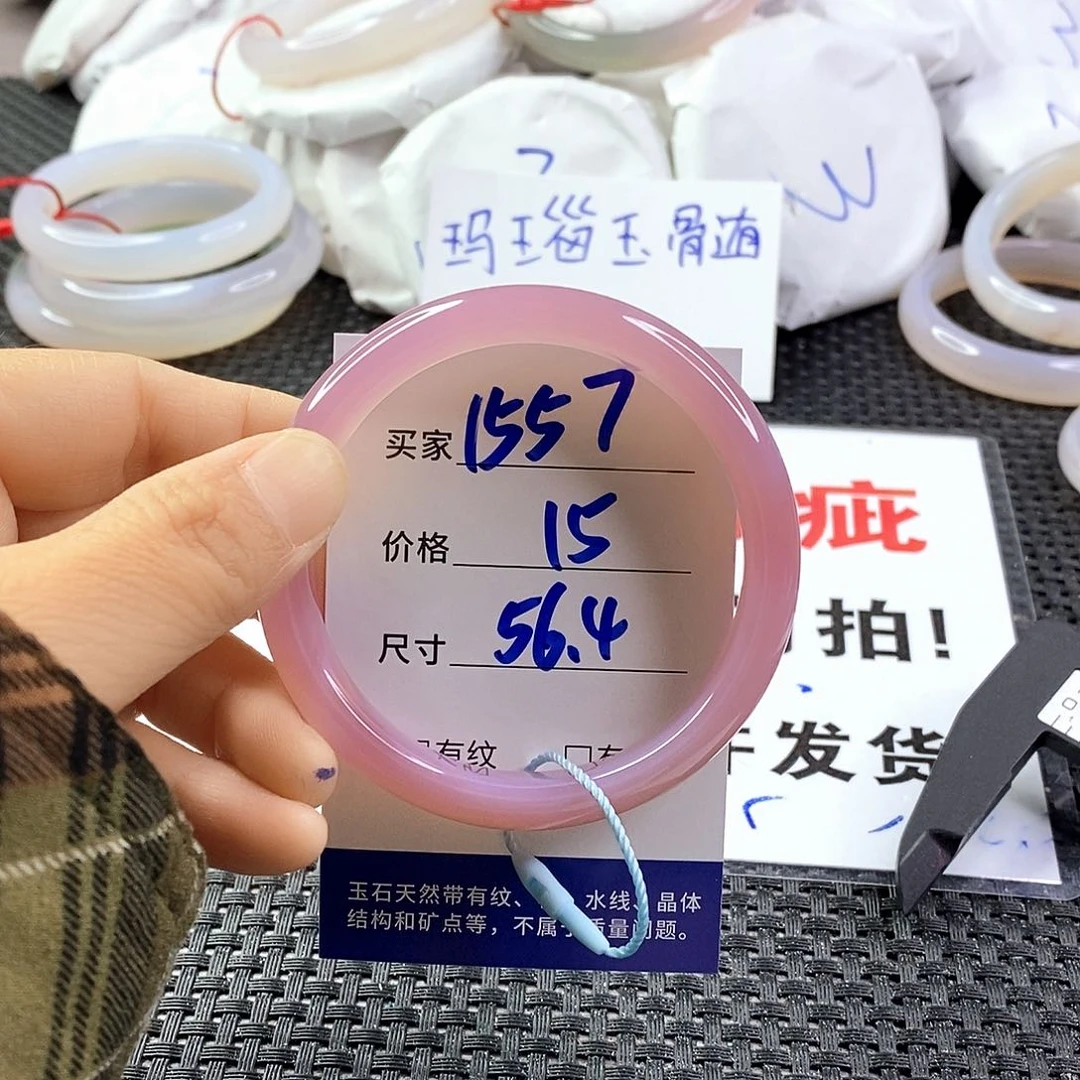 玛瑙玉骨髓
买家 1557
价格 15
尺寸 56.4
有纹
疵
拍!
发货
玉石天然带有纹、 水线、晶体
结构和矿点等，不属于质量问题。